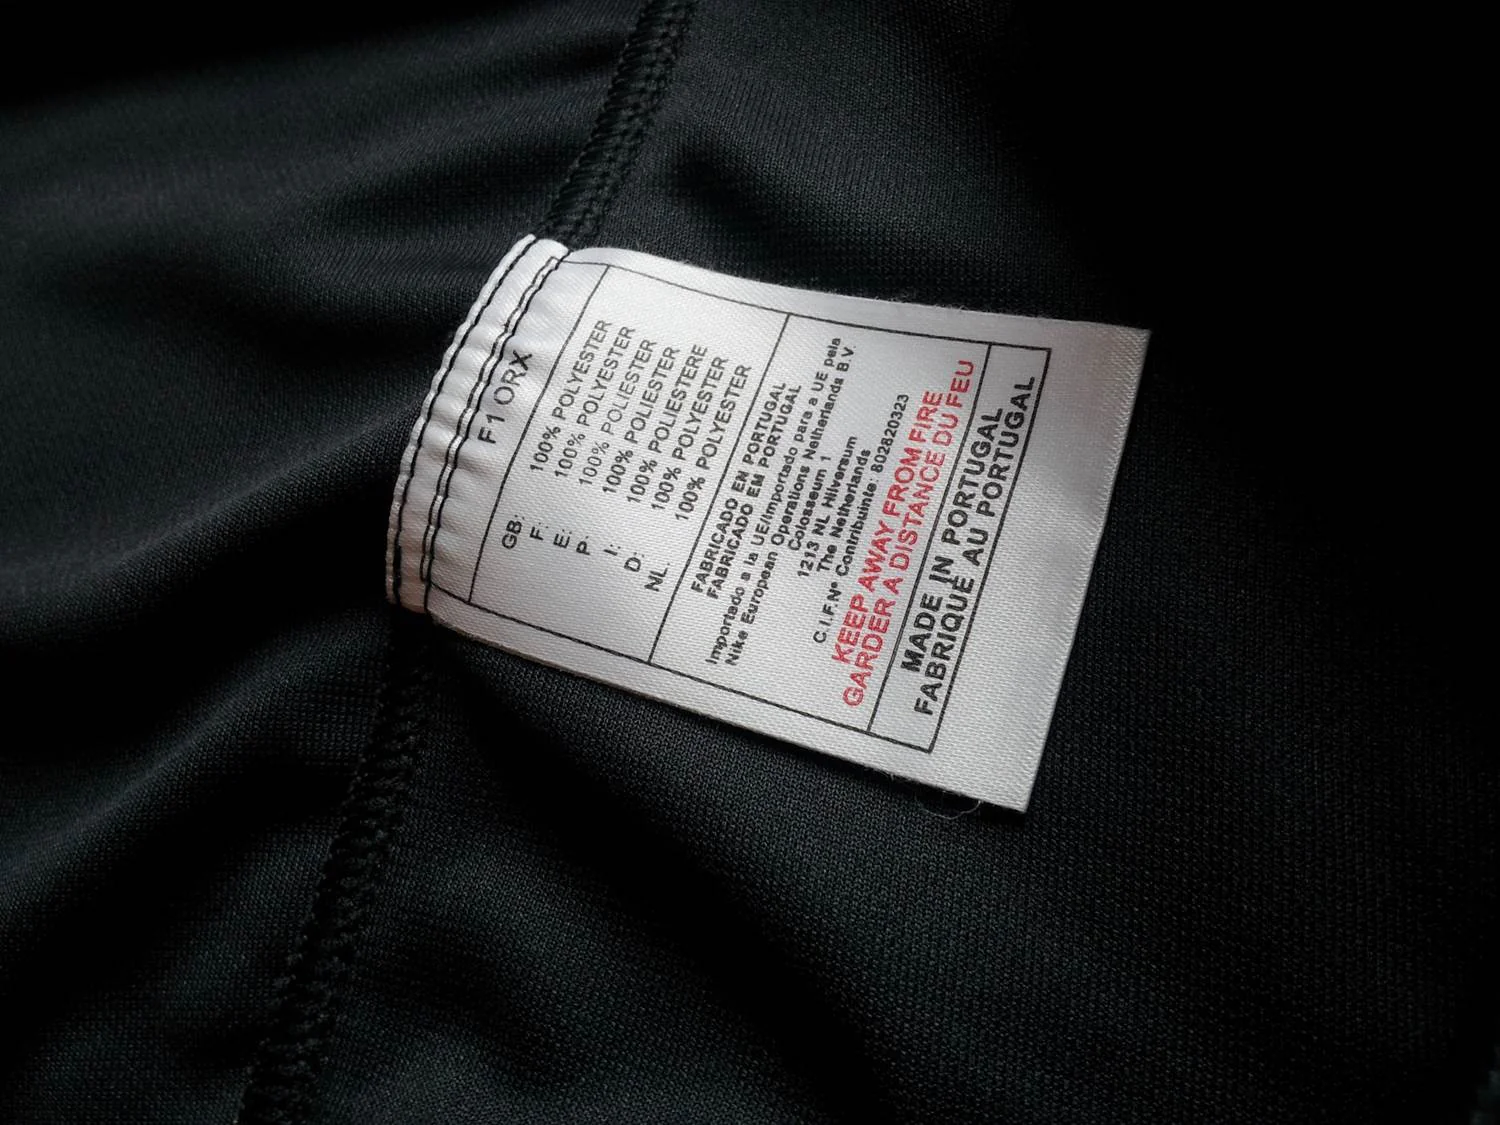 F1 ORX
GB: 100% POLYESTER
F: 100% POLYESTER
E: 100% POLIESTER
P: 100% POLIESTER
I: 100% POLIESTERE
D: 100% POLYESTER
NL 100% POLYESTER
FABRICADO EN PORTUGAL
FABRICADO EM PORTUGAL
Importado a la UE/Importado para a UE pela
Nike European Operations Netherlands B.V.
Colosseum 1
1213 NL Hilversum
The Netherlands
C.I.F.Nº Contribuinte: 802820323
KEEP AWAY FROM FIRE
GARDER A DISTANCE DU FEU
MADE IN PORTUGAL
FABRIQUÉ AU PORTUGAL